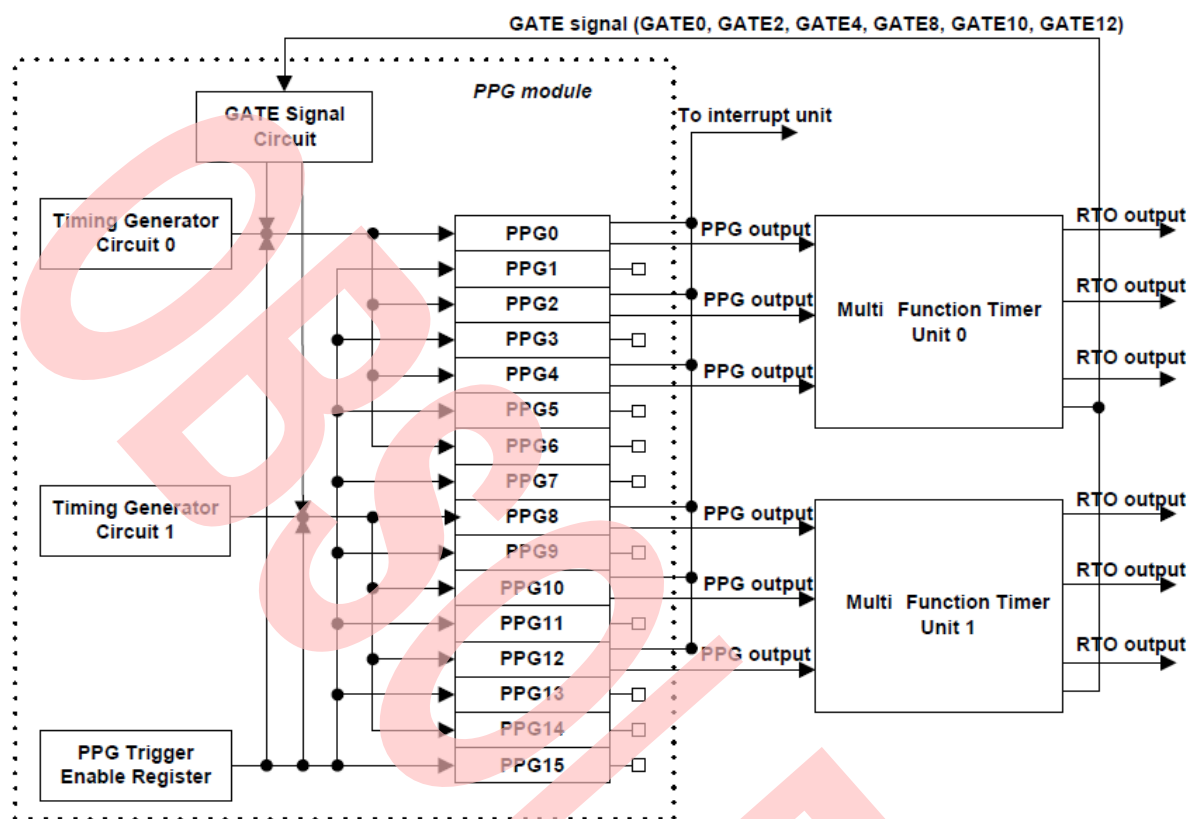 GATE signal (GATE0, GATE2, GATE4, GATE8, GATE10, GATE12)
PPG module
GATE Signal
Circuit
To interrupt unit
Timing Generator
Circuit 0
PPG0
PPG1
PPG2
PPG3
PPG4
PPG5
PPG6
PPG7
PPG8
PPG9
PPG10
PPG11
PPG12
PPG13
PPG14
PPG15
PPG output
PPG output
PPG output
Multi Function Timer
Unit 0
RTO output
RTO output
RTO output
Timing Generator
Circuit 1
PPG output
PPG output
PPG output
Multi Function Timer
Unit 1
RTO output
RTO output
RTO output
PPG Trigger
Enable Register